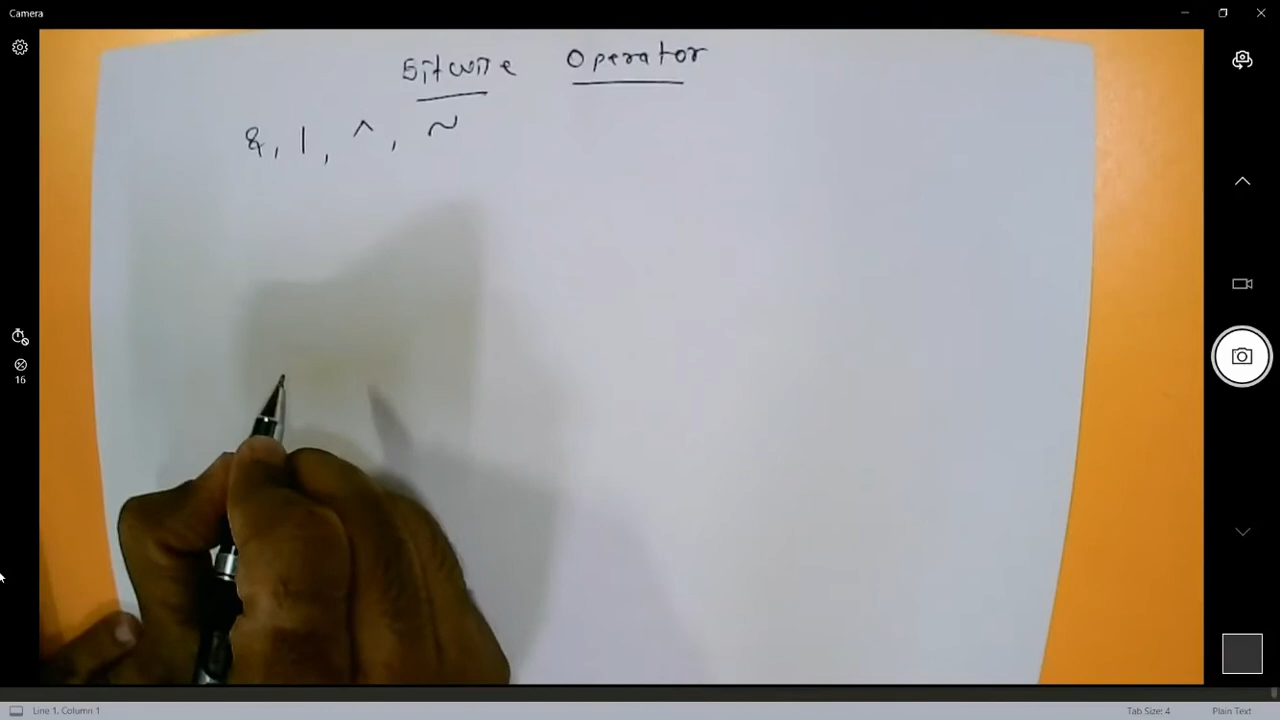 Camera
Bitwise Operator
&, |, ^, ~
16
Line 1, Column 1
Tab Size: 4
Plain Text